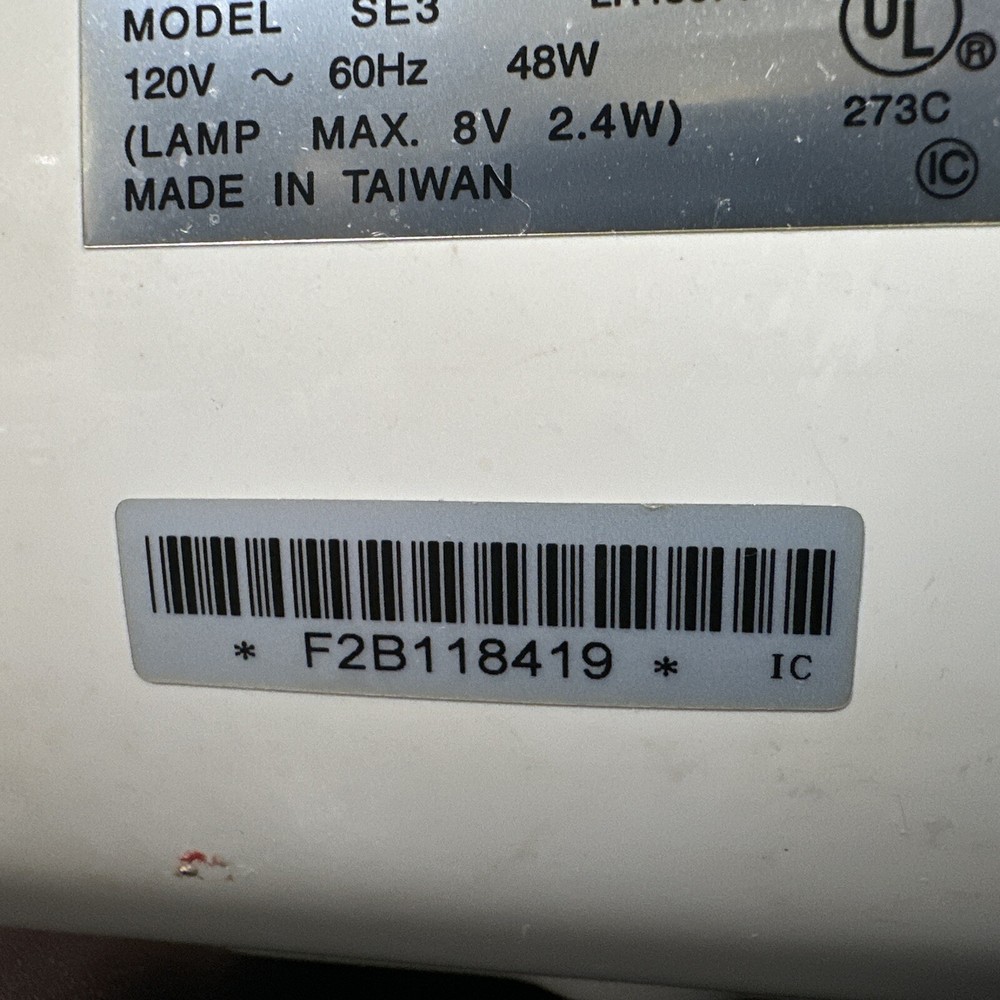 MODEL SE3
120V ~ 60Hz 48W
(LAMP MAX. 8V 2.4W)
MADE IN TAIWAN
UL ®
273C
IC
* F2B118419 * IC